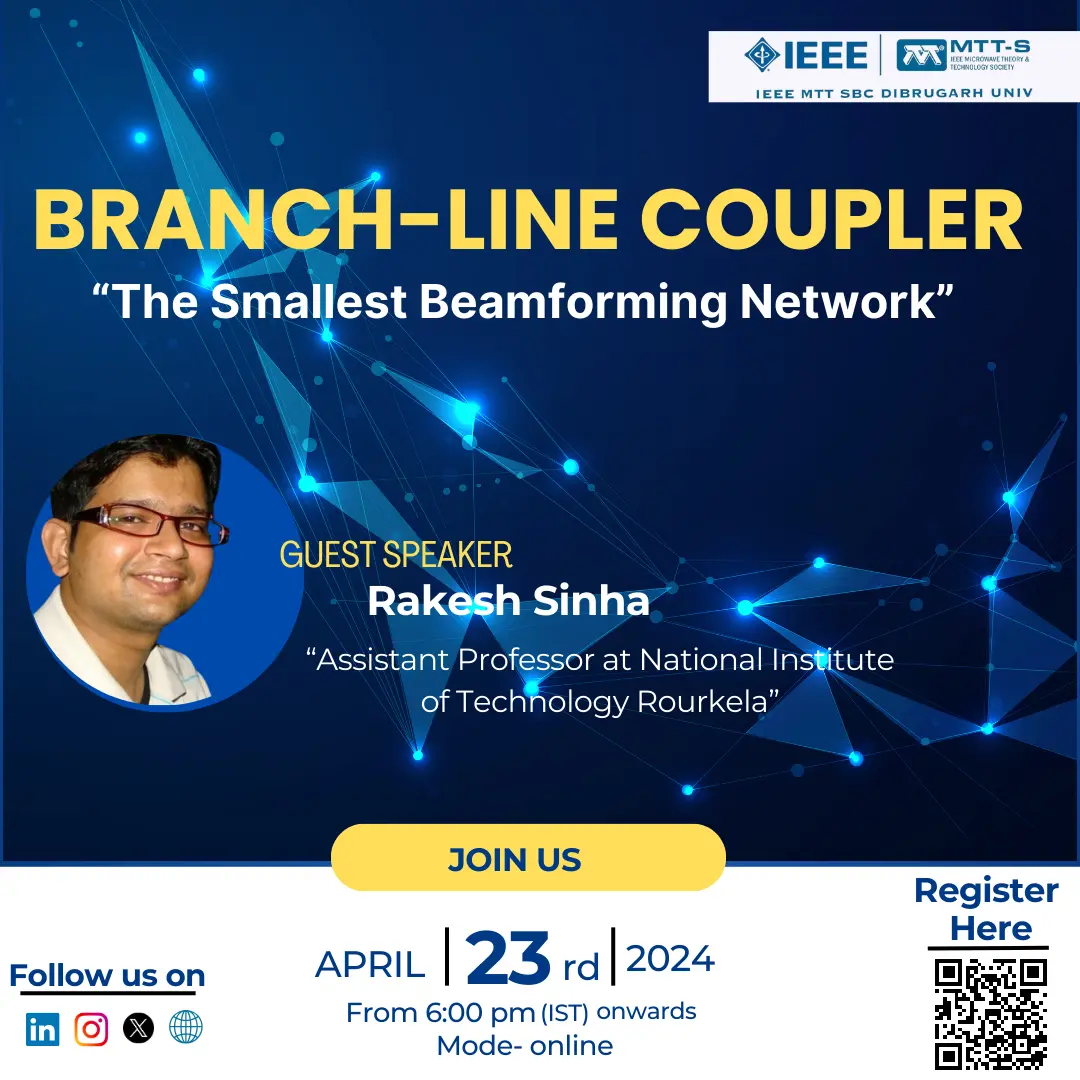 IEEE
MTT-S
IEEE MICROWAVE THEORY &
TECHNOLOGY SOCIETY
IEEE MTT SBC DIBRUGARH UNIV
BRANCH-LINE COUPLER
“The Smallest Beamforming Network”
GUEST SPEAKER
Rakesh Sinha
“Assistant Professor at National Institute
of Technology Rourkela”
JOIN US
Register
Here
Follow us on
in
APRIL 23 rd 2024
From 6:00 pm (IST) onwards
Mode- online